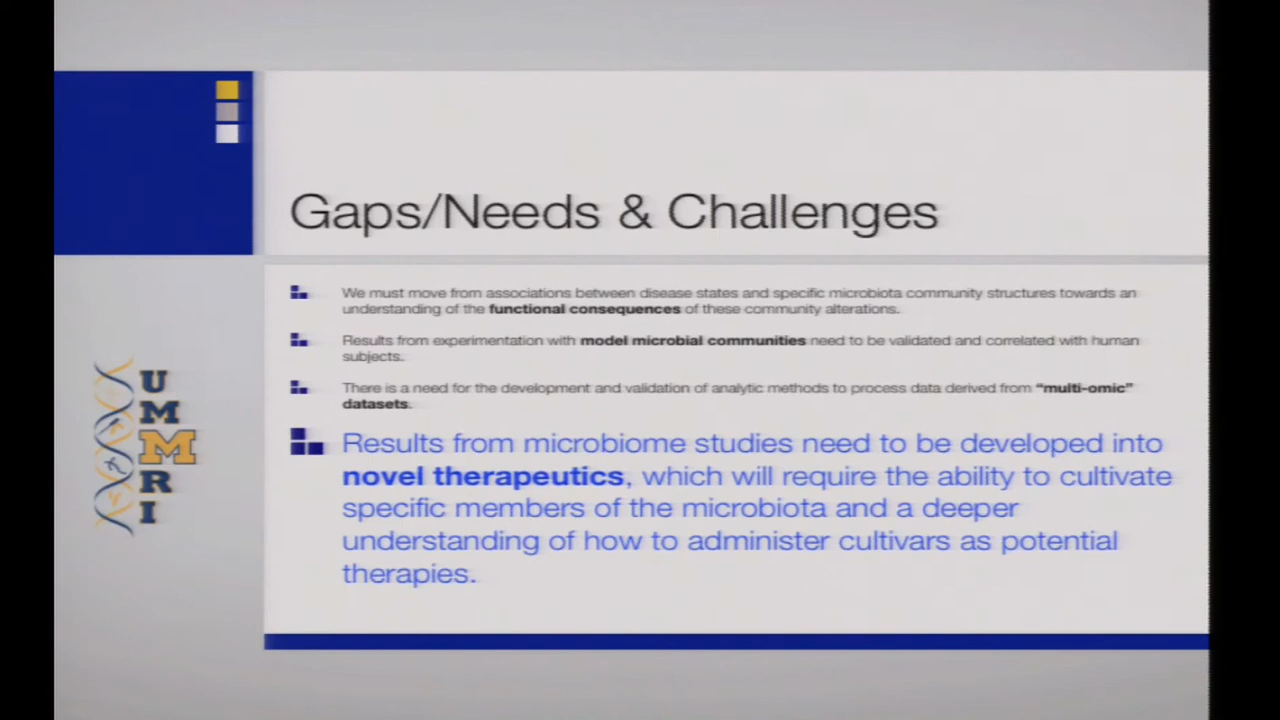 Gaps/Needs & Challenges
We must move from associations between disease states and specific microbiota community structures towards an
understanding of the functional consequences of these community alterations.
Results from experimentation with model microbial communities need to be validated and correlated with human
subjects.
There is a need for the development and validation of analytic methods to process data derived from “multi-omic”
datasets.
Results from microbiome studies need to be developed into
novel therapeutics, which will require the ability to cultivate
specific members of the microbiota and a deeper
understanding of how to administer cultivars as potential
therapies.
U
M
M
R
I